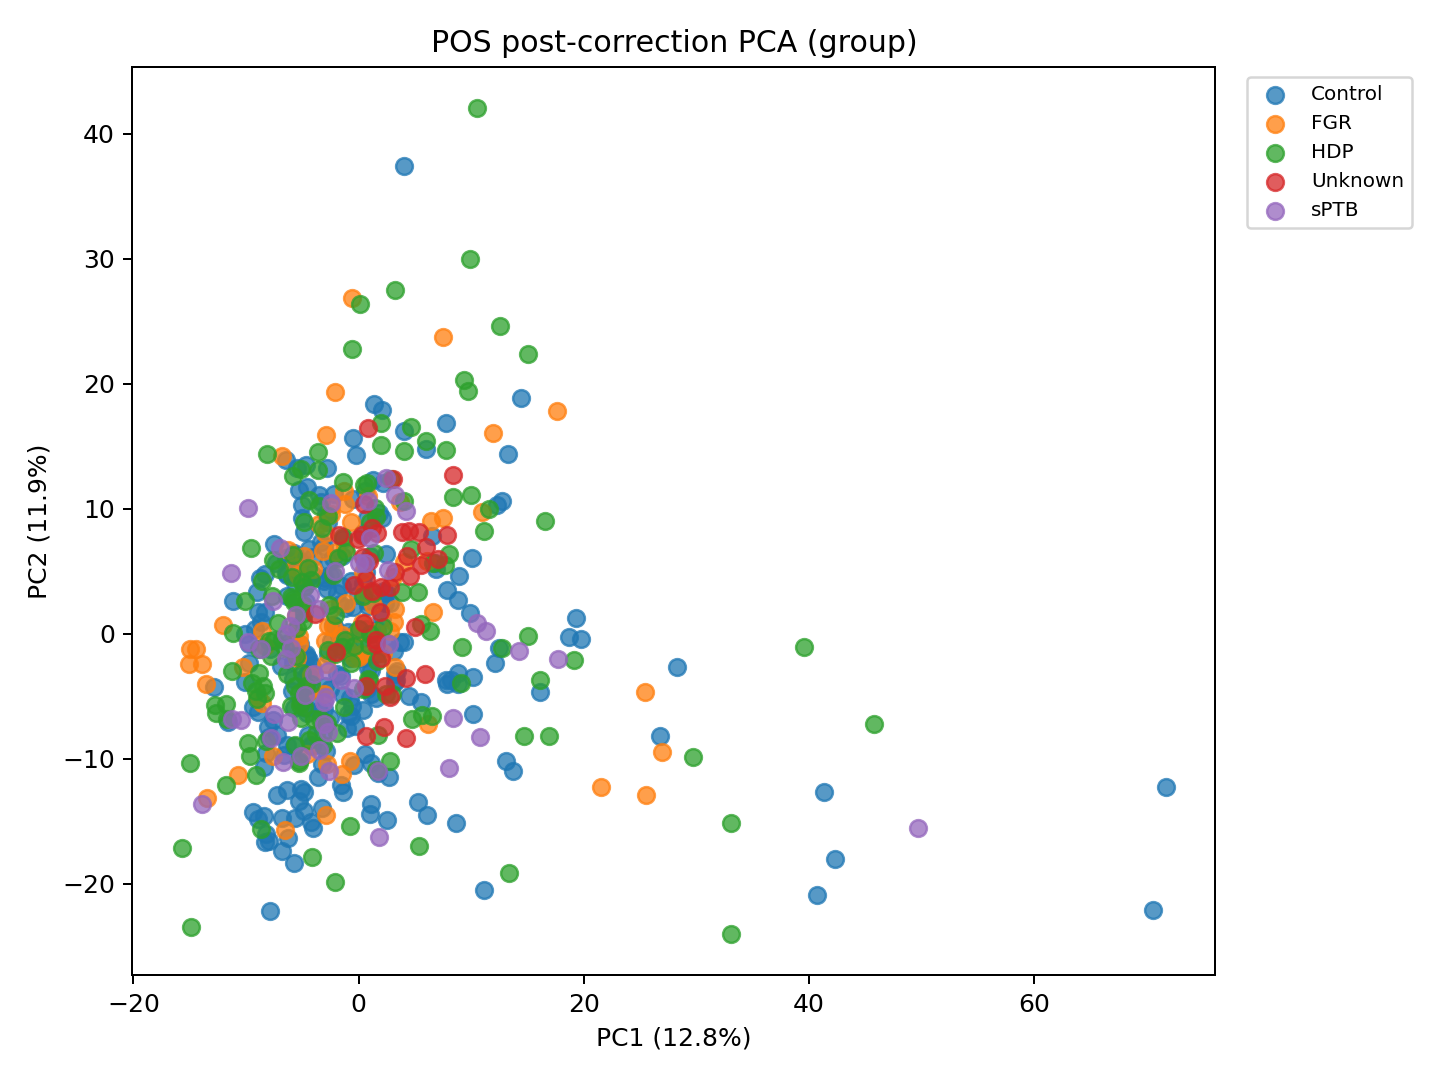 POS post-correction PCA (group)
Control
FGR
HDP
Unknown
sPTB
40
30
20
10
0
−10
−20
PC2 (11.9%)
−20
0
20
40
60
PC1 (12.8%)